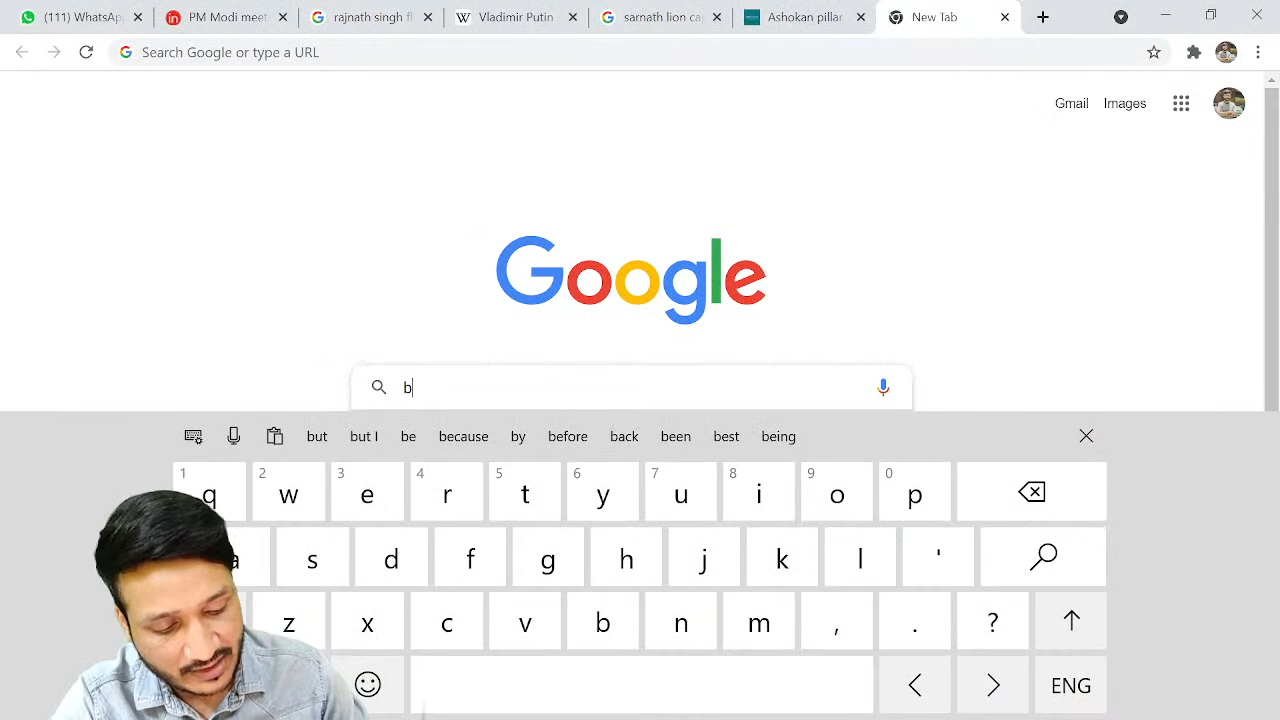 (111) WhatsAp PM Modi meet rajnath singh fl Vladimir Putin sarnath lion cap Ashokan pillar New Tab
Search Google or type a URL
Gmail Images
Google
b
but but I be because by before back been best being
1 2 3 4 5 6 7 8 9 0
q w e r t y u i o p
a s d f g h j k l '
z x c v b n m , . ?
ENG